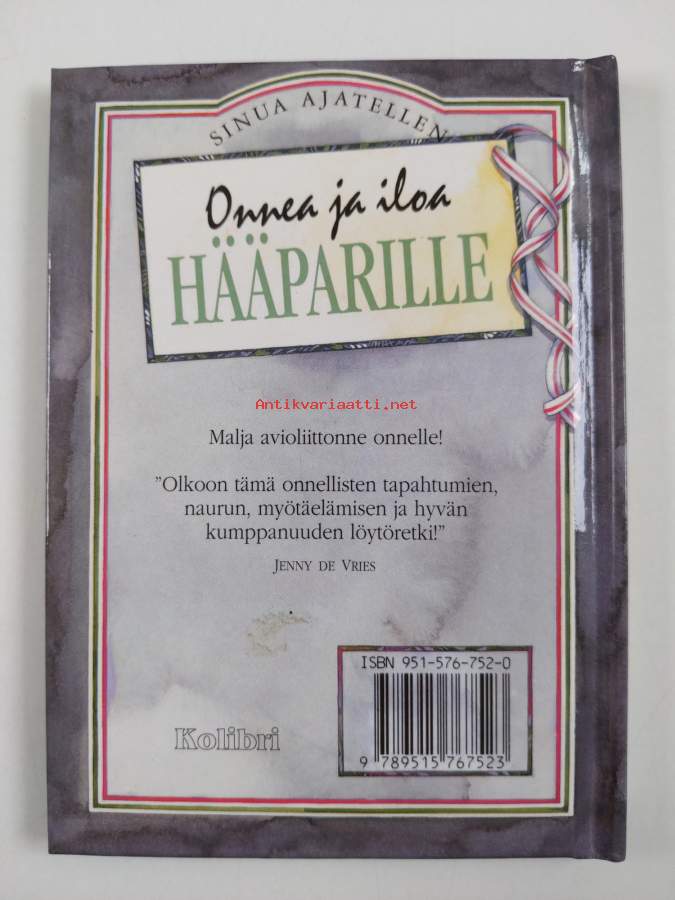 SINUA AJATELLEN
Onnea ja iloa
HÄÄPARILLE
Antikvariaatti.net
Malja avioliittonne onnelle!
”Olkoon tämä onnellisten tapahtumien,
naurun, myötäelämisen ja hyvän
kumppanuuden löytöretki!”
JENNY DE VRIES
ISBN 951-576-752-0
Kolibri
9 789515 767523